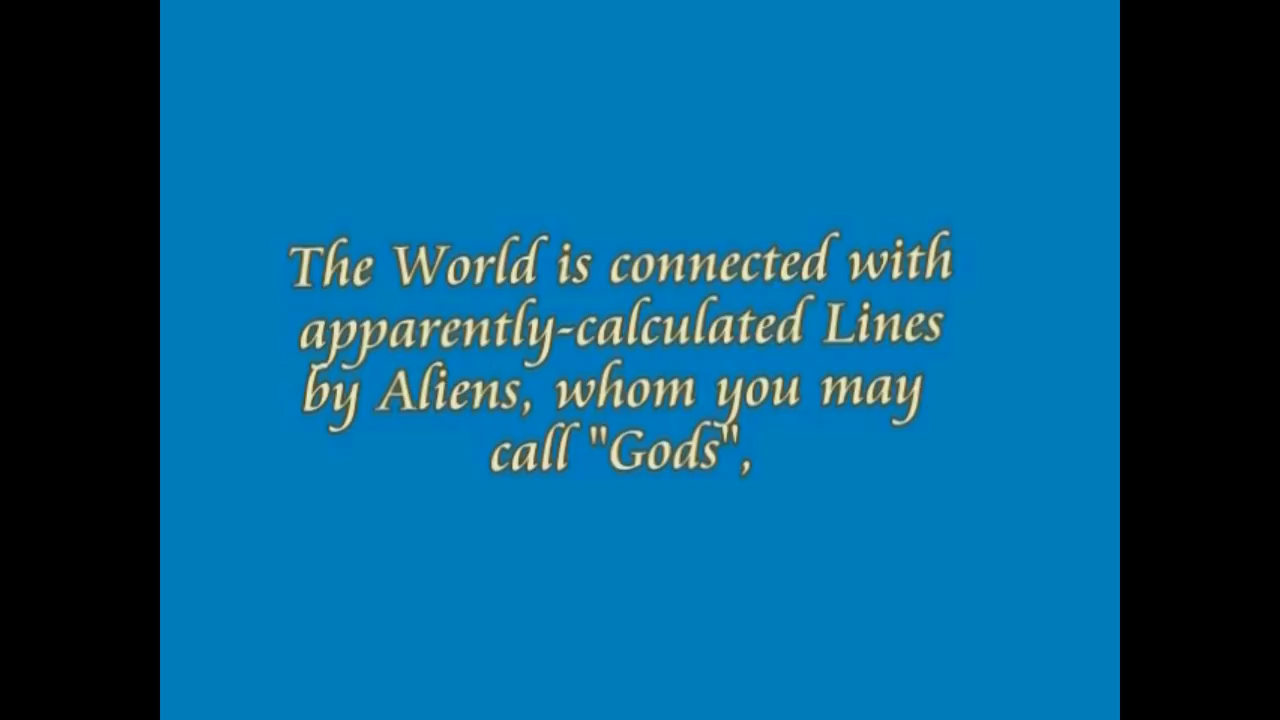 The World is connected with
apparently-calculated Lines
by Aliens, whom you may
call "Gods",